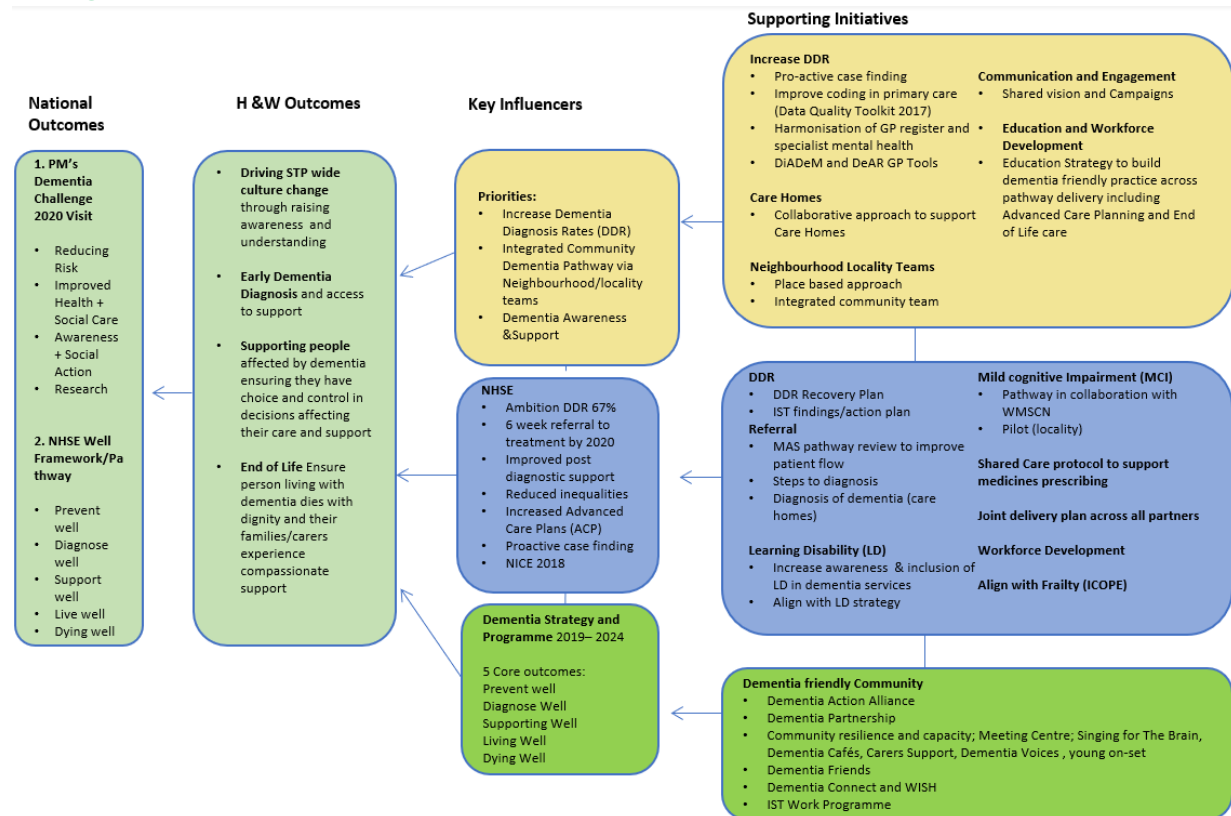 Supporting Initiatives
National
Outcomes
H &W Outcomes
Key Influencers
1. PM's
Dementia
Challenge
2020 Visit
• Reducing
Risk
• Improved
Health +
Social Care
• Awareness
+ Social
Action
• Research
2. NHSE Well
Framework/Pa
thway
• Prevent
well
• Diagnose
well
• Support
well
• Live well
• Dying well
• Driving STP wide
culture change
through raising
awareness and
understanding
• Early Dementia
Diagnosis and access
to support
• Supporting people
affected by dementia
ensuring they have
choice and control in
decisions affecting
their care and support
• End of Life Ensure
person living with
dementia dies with
dignity and their
families/carers
experience
compassionate
support
Priorities:
• Increase Dementia
Diagnosis Rates (DDR)
• Integrated Community
Dementia Pathway via
Neighbourhood/locality
teams
• Dementia Awareness
&Support
NHSE
• Ambition DDR 67%
• 6 week referral to
treatment by 2020
• Improved post
diagnostic support
• Reduced inequalities
• Increased Advanced
Care Plans (ACP)
• Proactive case finding
• NICE 2018
Dementia Strategy and
Programme 2019– 2024
5 Core outcomes:
Prevent well
Diagnose Well
Supporting Well
Living Well
Dying Well
Increase DDR
• Pro-active case finding
• Improve coding in primary care
(Data Quality Toolkit 2017)
• Harmonisation of GP register and
specialist mental health
• DiADeM and DeAR GP Tools
Care Homes
• Collaborative approach to support
Care Homes
Neighbourhood Locality Teams
• Place based approach
• Integrated community team
Communication and Engagement
• Shared vision and Campaigns
• Education and Workforce
Development
• Education Strategy to build
dementia friendly practice across
pathway delivery including
Advanced Care Planning and End
of Life care
DDR
• DDR Recovery Plan
• IST findings/action plan
Referral
• MAS pathway review to improve
patient flow
• Steps to diagnosis
• Diagnosis of dementia (care
homes)
Learning Disability (LD)
• Increase awareness & inclusion of
LD in dementia services
• Align with LD strategy
Mild cognitive Impairment (MCI)
• Pathway in collaboration with
WMSCN
• Pilot (locality)
Shared Care protocol to support
medicines prescribing
Joint delivery plan across all partners
Workforce Development
Align with Frailty (ICOPE)
Dementia friendly Community
• Dementia Action Alliance
• Dementia Partnership
• Community resilience and capacity; Meeting Centre; Singing for The Brain,
Dementia Cafés, Carers Support, Dementia Voices , young on-set
• Dementia Friends
• Dementia Connect and WISH
• IST Work Programme